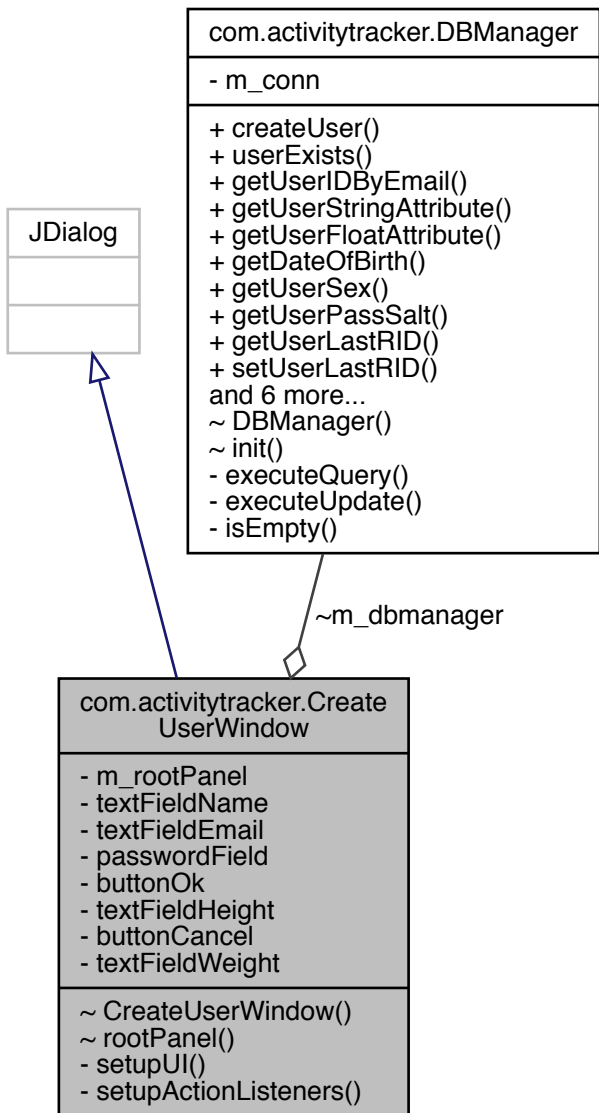 com.activitytracker.DBManager
- m_conn
+ createUser()
+ userExists()
+ getUserIDByEmail()
+ getUserStringAttribute()
+ getUserFloatAttribute()
+ getDateOfBirth()
+ getUserSex()
+ getUserPassSalt()
+ getUserLastRID()
+ setUserLastRID()
and 6 more...
~ DBManager()
~ init()
- executeQuery()
- executeUpdate()
- isEmpty()
JDialog
~m_dbmanager
com.activitytracker.Create
UserWindow
- m_rootPanel
- textFieldName
- textFieldEmail
- passwordField
- buttonOk
- textFieldHeight
- buttonCancel
- textFieldWeight
~ CreateUserWindow()
~ rootPanel()
- setupUI()
- setupActionListeners()